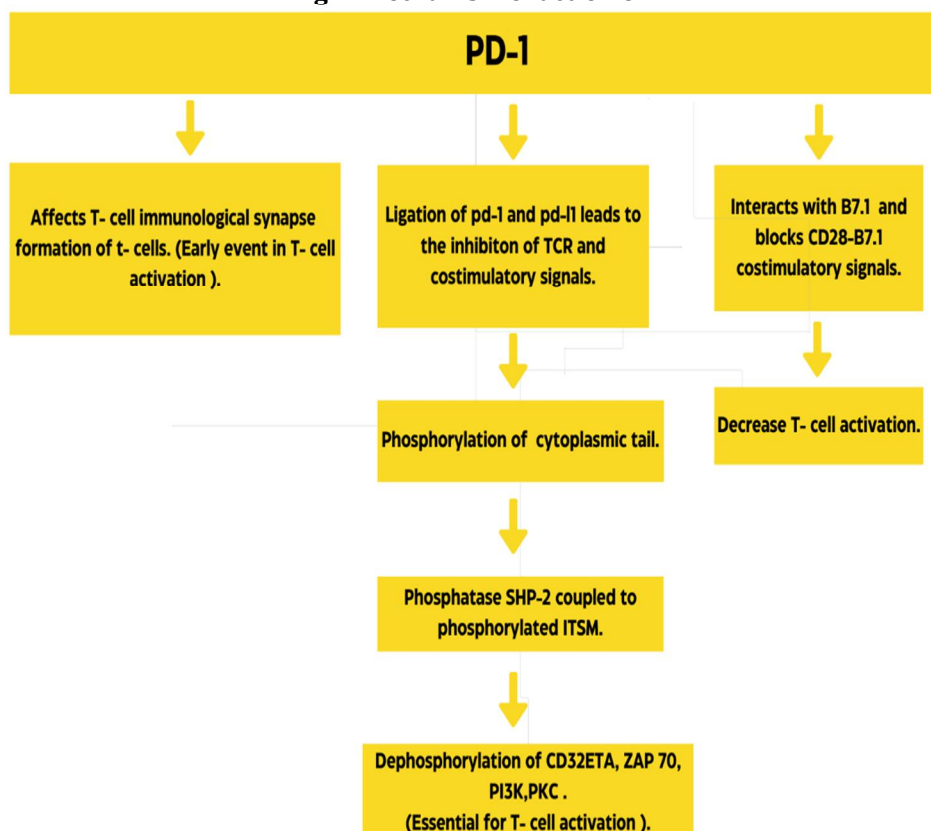 PD-1
Affects T- cell immunological synapse
formation of t- cells. (Early event in T- cell
activation ).
Ligation of pd-1 and pd-l1 leads to
the inhibiton of TCR and
costimulatory signals.
Interacts with B7.1 and
blocks CD28-B7.1
costimulatory signals.
Phosphorylation of cytoplasmic tail.
Decrease T- cell activation.
Phosphatase SHP-2 coupled to
phosphorylated ITSM.
Dephosphorylation of CD32ETA, ZAP 70,
PI3K,PKC .
(Essential for T- cell activation ).